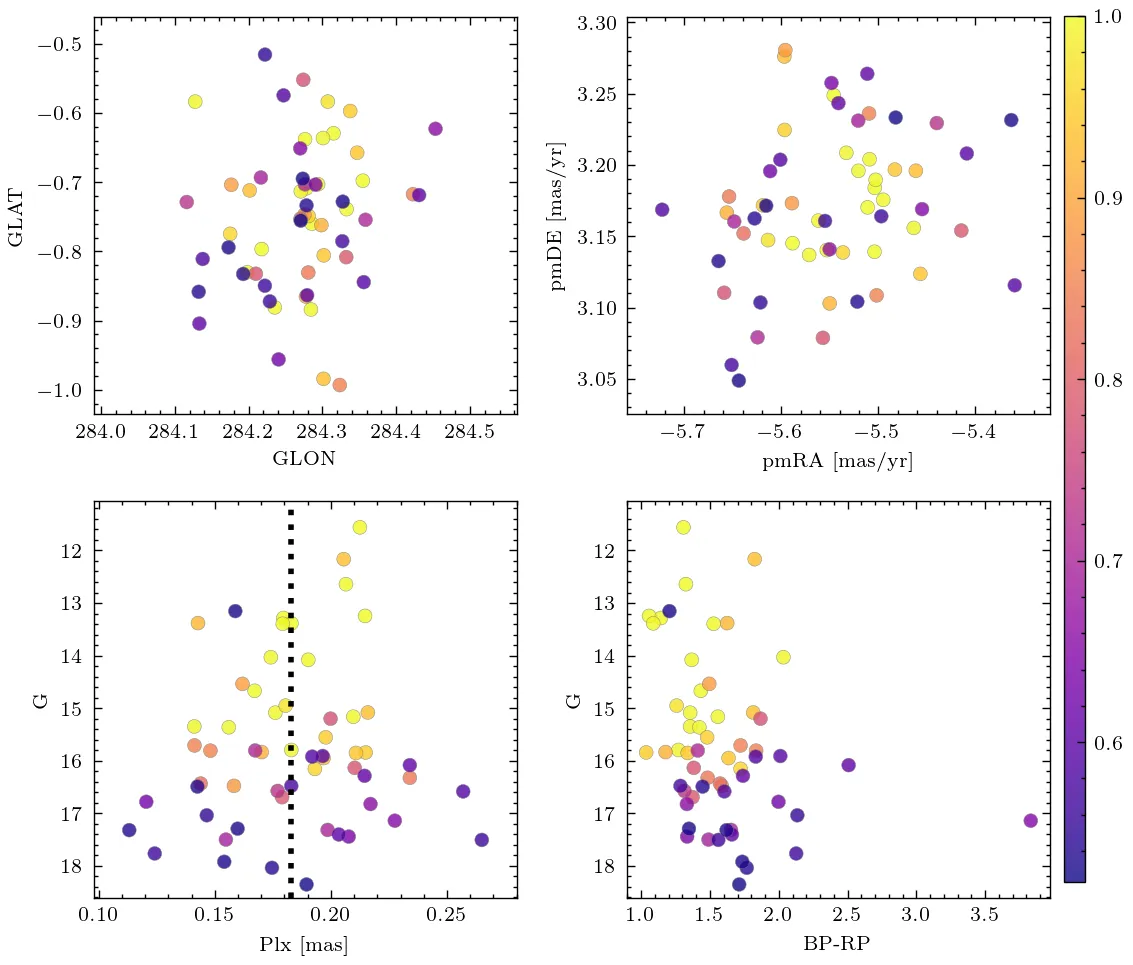 −0.5
−0.6
−0.7
−0.8
−0.9
−1.0
GLAT
284.0 284.1 284.2 284.3 284.4 284.5
GLON
3.30
3.25
3.20
3.15
3.10
3.05
pmDE [mas/yr]
−5.7 −5.6 −5.5 −5.4
pmRA [mas/yr]
1.0
0.9
0.8
0.7
0.6
12
13
14
15
16
17
18
G
0.10 0.15 0.20 0.25
Plx [mas]
12
13
14
15
16
17
18
G
1.0 1.5 2.0 2.5 3.0 3.5
BP-RP